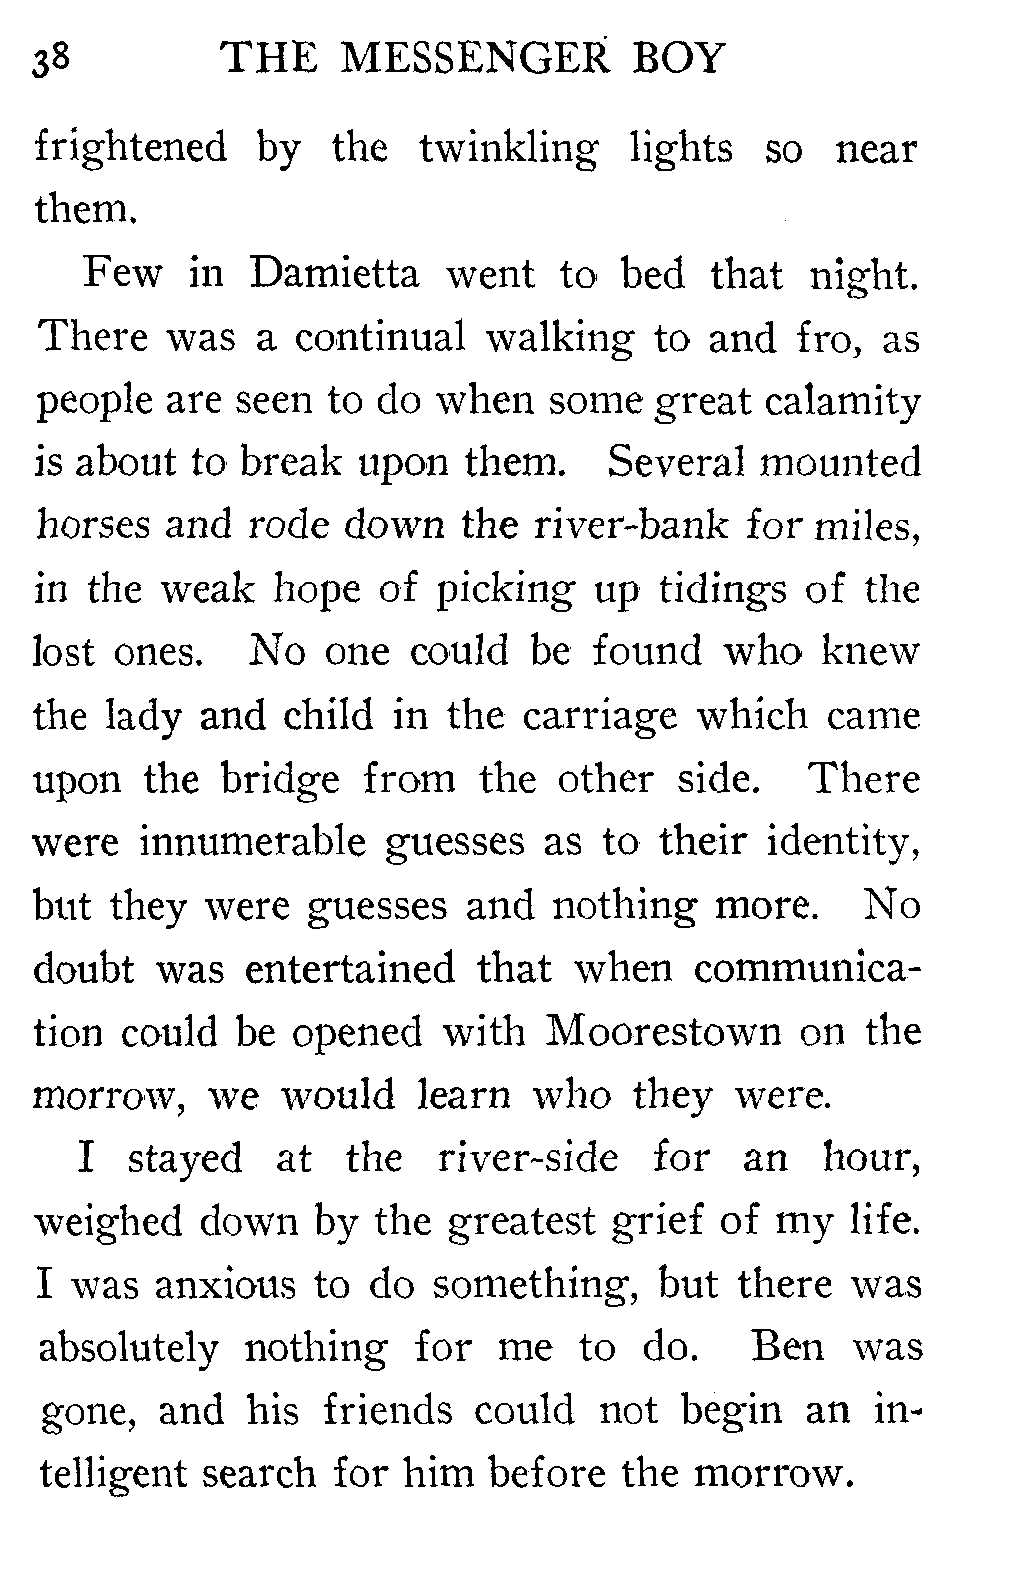 38 THE MESSENGER BOY
frightened by the twinkling lights so near
them.
Few in Damietta went to bed that night.
There was a continual walking to and fro, as
people are seen to do when some great calamity
is about to break upon them. Several mounted
horses and rode down the river-bank for miles,
in the weak hope of picking up tidings of the
lost ones. No one could be found who knew
the lady and child in the carriage which came
upon the bridge from the other side. There
were innumerable guesses as to their identity,
but they were guesses and nothing more. No
doubt was entertained that when communica-
tion could be opened with Moorestown on the
morrow, we would learn who they were.
I stayed at the river-side for an hour,
weighed down by the greatest grief of my life.
I was anxious to do something, but there was
absolutely nothing for me to do. Ben was
gone, and his friends could not begin an in-
telligent search for him before the morrow.